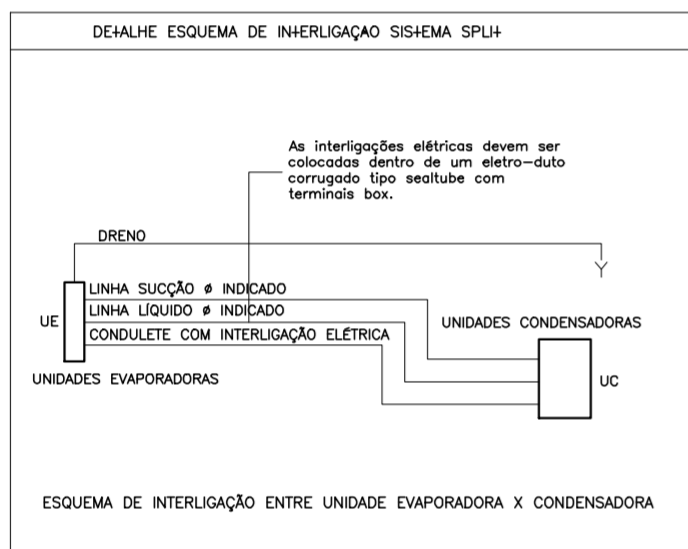 DETALHE ESQUEMA DE INTERLIGAÇAO SISTEMA SPLIT
As interligações elétricas devem ser
colocadas dentro de um eletro-duto
corrugado tipo sealtube com
terminais box.
DRENO
LINHA SUCÇÃO ø INDICADO
LINHA LÍQUIDO ø INDICADO
UE
CONDULETE COM INTERLIGAÇÃO ELÉTRICA
UNIDADES CONDENSADORAS
UNIDADES EVAPORADORAS
UC
ESQUEMA DE INTERLIGAÇÃO ENTRE UNIDADE EVAPORADORA X CONDENSADORA